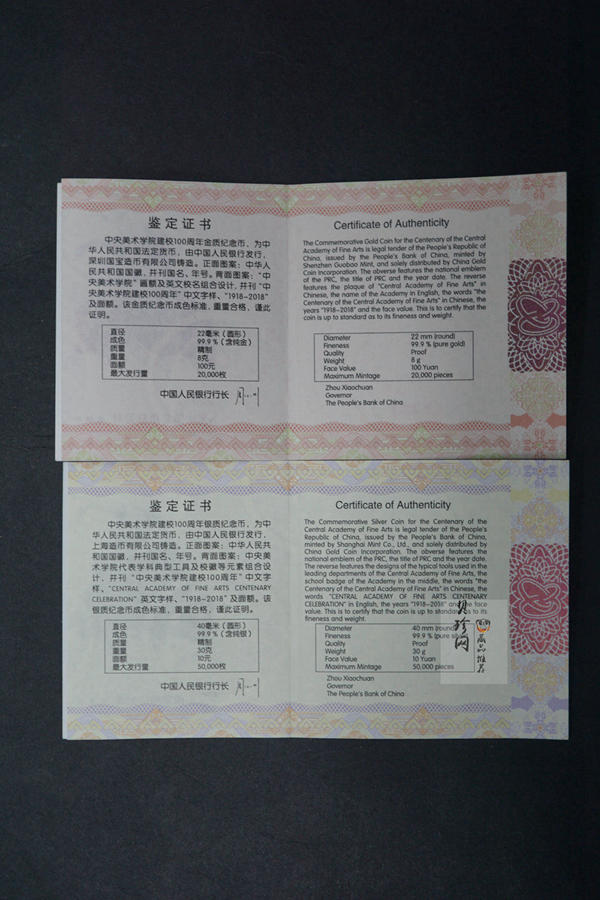 鉴定证书
中央美术学院建校100周年金质纪念币，为中
华人民共和国法定货币，由中国人民银行发行，
深圳国宝造币有限公司铸造。正面图案：中华人
民共和国国徽，并刊国名、年号。背面图案：“中
央美术学院”匾额及英文校名组合设计，并刊“中
央美术学院建校100周年”中文字样、“1918-2018”
及面额。该金质纪念币成色标准，重量合格，谨此
证明。
直径 22毫米（圆形）
成色 99.9%（含纯金）
质量 精制
重量 8克
面额 100元
最大发行量 20,000枚
中国人民银行行长
Certificate of Authenticity
The Commemorative Gold Coin for the Centenary of the Central
Academy of Fine Arts is legal tender of the People's Republic of
China, issued by the People's Bank of China, minted by
Shenzhen Guobao Mint, and solely distributed by China Gold
Coin Incorporation. The obverse features the national emblem
of the PRC, the title of PRC and the year date. The reverse
features the plaque of "Central Academy of Fine Arts" in
Chinese, the name of the Academy in English, the words "the
Centenary of the Central Academy of Fine Arts" in Chinese, the
years "1918-2018" and the face value. This is to certify that the
coin is up to standard as to its fineness and weight.
Diameter 22 mm (round)
Fineness 99.9 % (pure gold)
Quality Proof
Weight 8 g
Face Value 100 Yuan
Maximum Mintage 20,000 pieces
Zhou Xiaochuan
Governor
The People's Bank of China
鉴定证书
中央美术学院建校100周年银质纪念币，为中
华人民共和国法定货币，由中国人民银行发行，
上海造币有限公司铸造。正面图案：中华人民共
和国国徽，并刊国名、年号。背面图案：中央美
术学院代表学科典型工具及校徽等元素组合设
计，并刊“中央美术学院建校100周年”中文字
样、“CENTRAL ACADEMY OF FINE ARTS CENTENARY
CELEBRATION”英文字样、“1918-2018”及面额。该
银质纪念币成色标准，重量合格，谨此证明。
直径 40毫米（圆形）
成色 99.9%（含纯银）
质量 精制
重量 30克
面额 10元
最大发行量 50,000枚
中国人民银行行长
Certificate of Authenticity
The Commemorative Silver Coin for the Centenary of the
Central Academy of Fine Arts is legal tender of the People's
Republic of China, issued by the People's Bank of China,
minted by Shanghai Mint Co., Ltd., and solely distributed by
China Gold Coin Incorporation. The obverse features the
national emblem of the PRC, the title of PRC and the year date.
The reverse features the designs of the typical tools used in the
leading departments of the Central Academy of Fine Arts, the
school badge of the Academy in the middle, the words "the
Centenary of the Central Academy of Fine Arts" in Chinese, the
words "CENTRAL ACADEMY OF FINE ARTS CENTENARY
CELEBRATION" in English, the years "1918-2018" and the face
value. This is to certify that the coin is up to standard as to its
fineness and weight.
Diameter 40 mm (round)
Fineness 99.9 % (pure silver)
Quality Proof
Weight 30 g
Face Value 10 Yuan
Maximum Mintage 50,000 pieces
Zhou Xiaochuan
Governor
The People's Bank of China